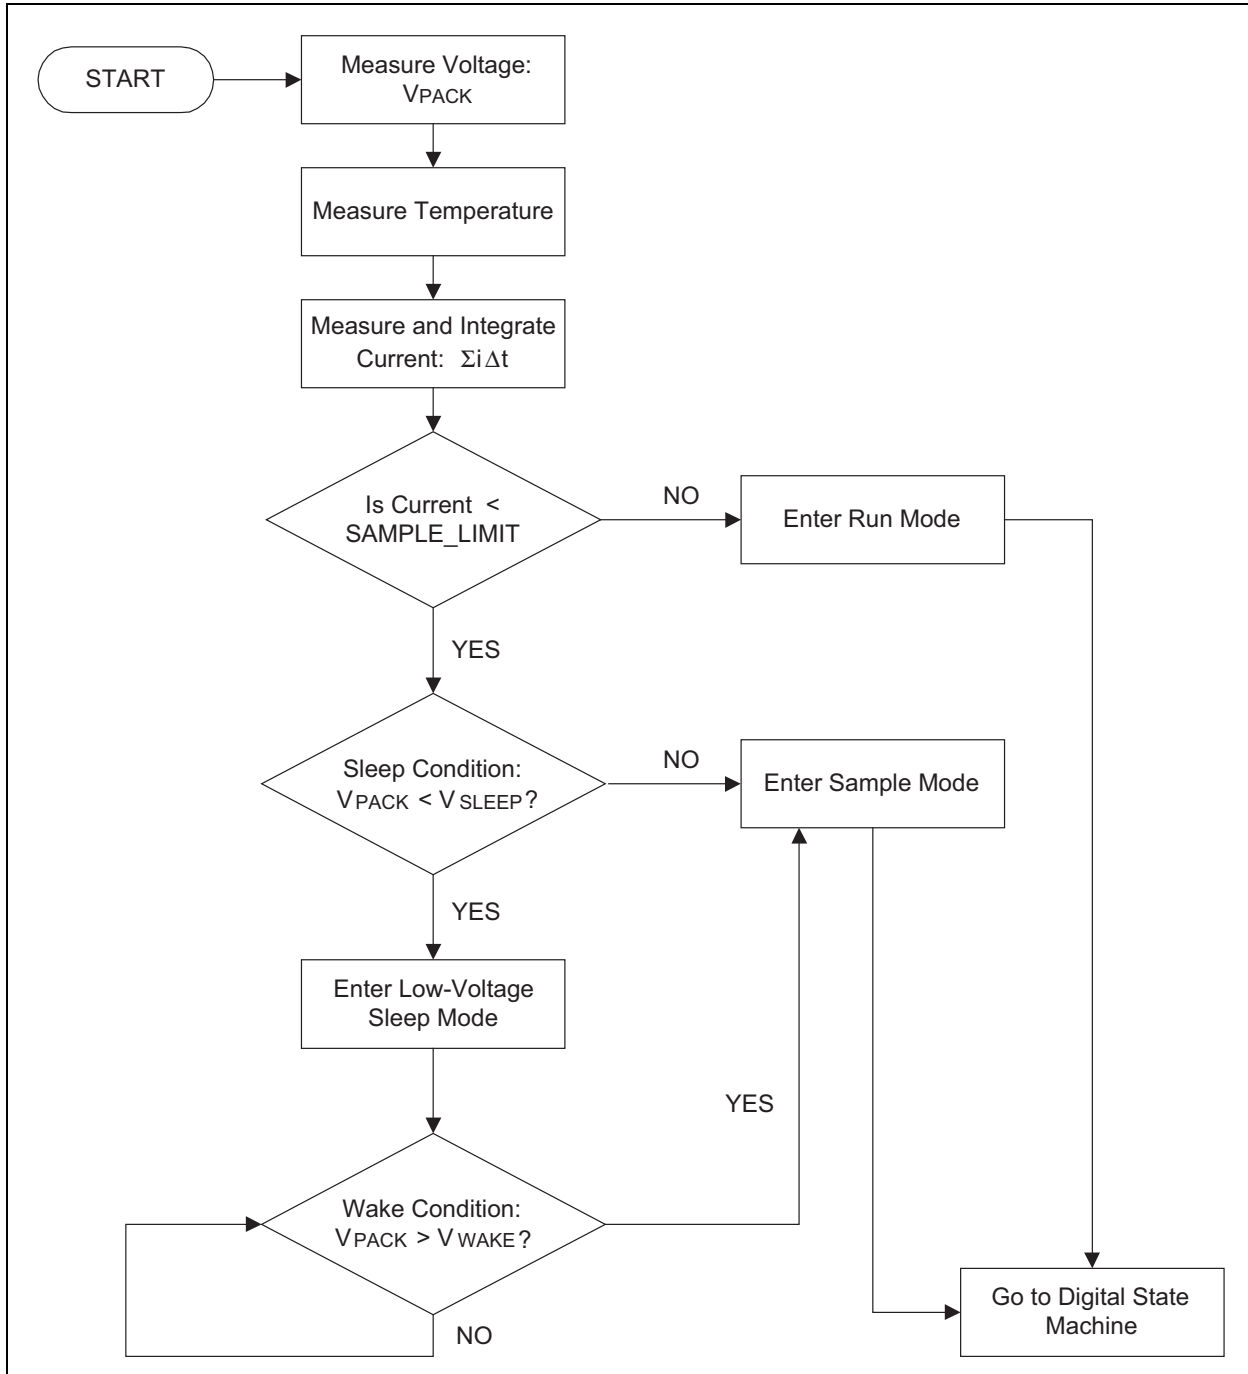 START
Measure Voltage:
VPACK
Measure Temperature
Measure and Integrate
Current: ΣiΔt
Is Current <
SAMPLE_LIMIT
NO
Enter Run Mode
YES
Sleep Condition:
VPACK < VSLEEP?
NO
Enter Sample Mode
YES
Enter Low-Voltage
Sleep Mode
YES
Wake Condition:
VPACK > VWAKE?
NO
Go to Digital State
Machine